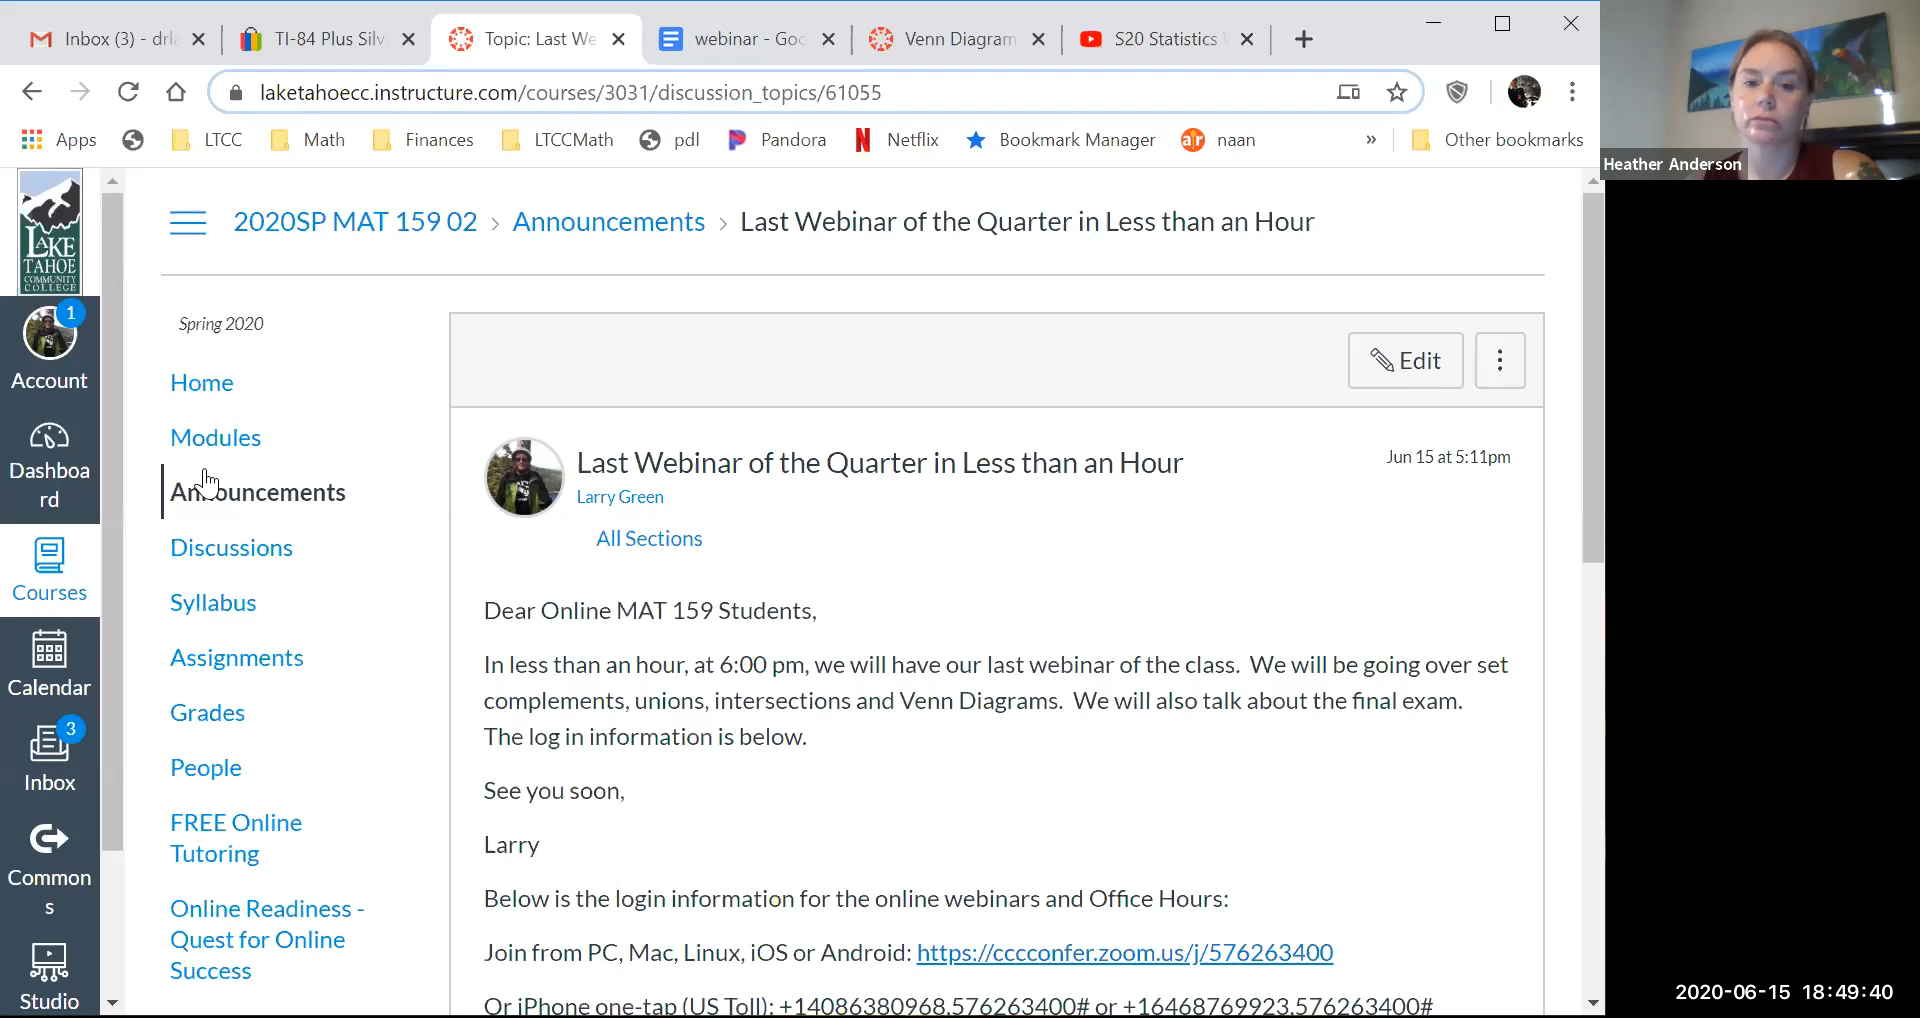 Inbox (3) - drla
TI-84 Plus Silv
Topic: Last We
webinar - Goo
Venn Diagram
S20 Statistics
laketahoecc.instructure.com/courses/3031/discussion_topics/61055
Apps
LTCC
Math
Finances
LTCCMath
pdl
Pandora
Netflix
Bookmark Manager
naan
»
Other bookmarks
Heather Anderson
LAKE
TAHOE
COMMUNITY
COLLEGE
1
Account
Dashboa
rd
Courses
Calendar
3
Inbox
Common
s
Studio
2020SP MAT 159 02 › Announcements › Last Webinar of the Quarter in Less than an Hour
Spring 2020
Home
Modules
Announcements
Discussions
Syllabus
Assignments
Grades
People
FREE Online
Tutoring
Online Readiness -
Quest for Online
Success
Edit
Last Webinar of the Quarter in Less than an Hour
Jun 15 at 5:11pm
Larry Green
All Sections
Dear Online MAT 159 Students,
In less than an hour, at 6:00 pm, we will have our last webinar of the class. We will be going over set
complements, unions, intersections and Venn Diagrams. We will also talk about the final exam.
The log in information is below.
See you soon,
Larry
Below is the login information for the online webinars and Office Hours:
Join from PC, Mac, Linux, iOS or Android: https://cccconfer.zoom.us/j/576263400
Or iPhone one-tap (US Toll): +14086380968,576263400# or +16468769923,576263400#
2020-06-15 18:49:40